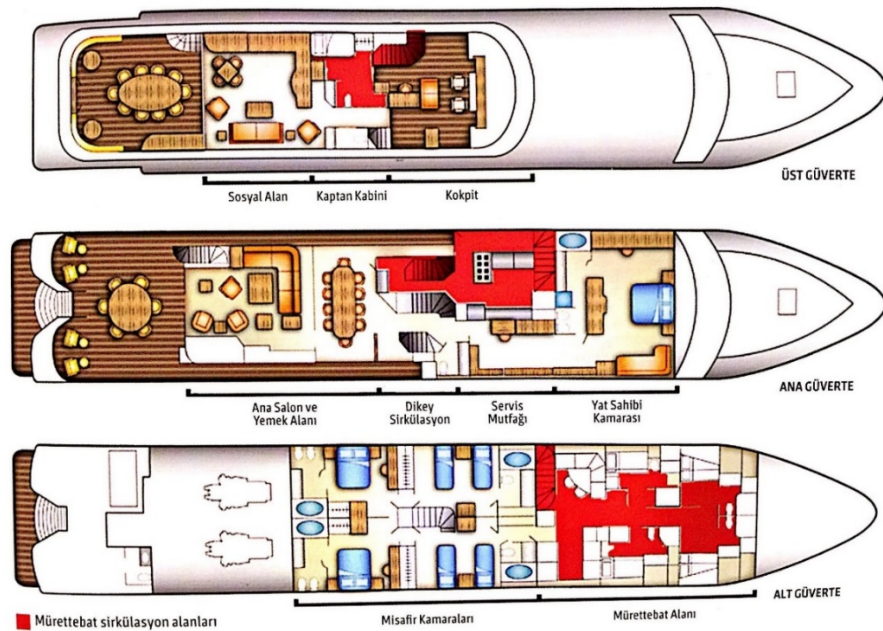 Sosyal Alan
Kaptan Kabini
Kokpit
ÜST GÜVERTE
Ana Salon ve
Yemek Alanı
Dikey
Sirkülasyon
Servis
Mutfağı
Yat Sahibi
Kamarası
ANA GÜVERTE
Misafir Kamaraları
Mürettebat Alanı
ALT GÜVERTE
Mürettebat sirkülasyon alanları